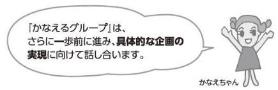 『かなえるグループ』は、
さらに一歩前に進み、具体的な企画の
実現に向けて話し合います。
かなえちゃん